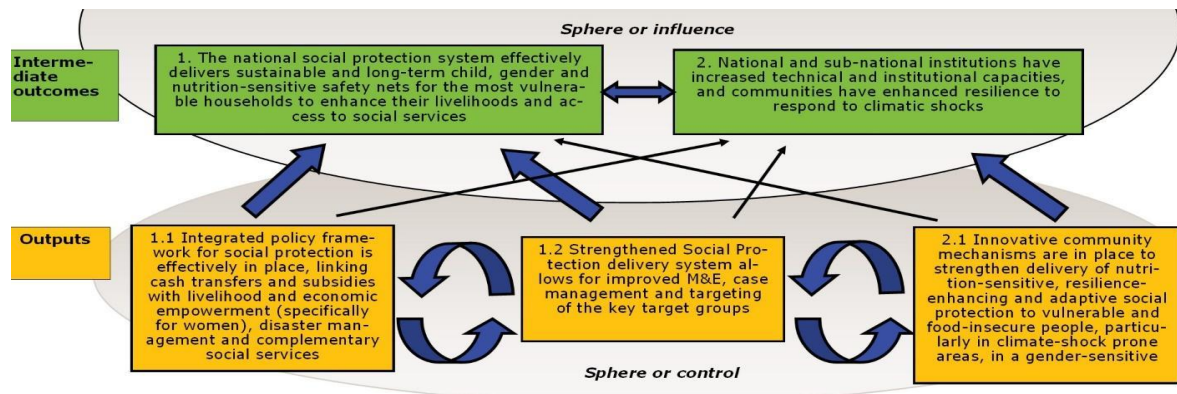 Sphere or influence
Interme-
diate
outcomes
1. The national social protection system effectively
delivers sustainable and long-term child, gender and
nutrition-sensitive safety nets for the most vulnera-
ble households to enhance their livelihoods and ac-
cess to social services
2. National and sub-national institutions have
increased technical and institutional capacities,
and communities have enhanced resilience to
respond to climatic shocks
Outputs
1.1 Integrated policy frame-
work for social protection is
effectively in place, linking
cash transfers and subsidies
with livelihood and economic
empowerment (specifically
for women), disaster man-
agement and complementary
social services
1.2 Strengthened Social Pro-
tection delivery system al-
lows for improved M&E, case
management and targeting
of the key target groups
2.1 Innovative community
mechanisms are in place to
strengthen delivery of nutri-
tion-sensitive, resilience-
enhancing and adaptive social
protection to vulnerable and
food-insecure people, particu-
larly in climate-shock prone
areas, in a gender-sensitive
Sphere or control